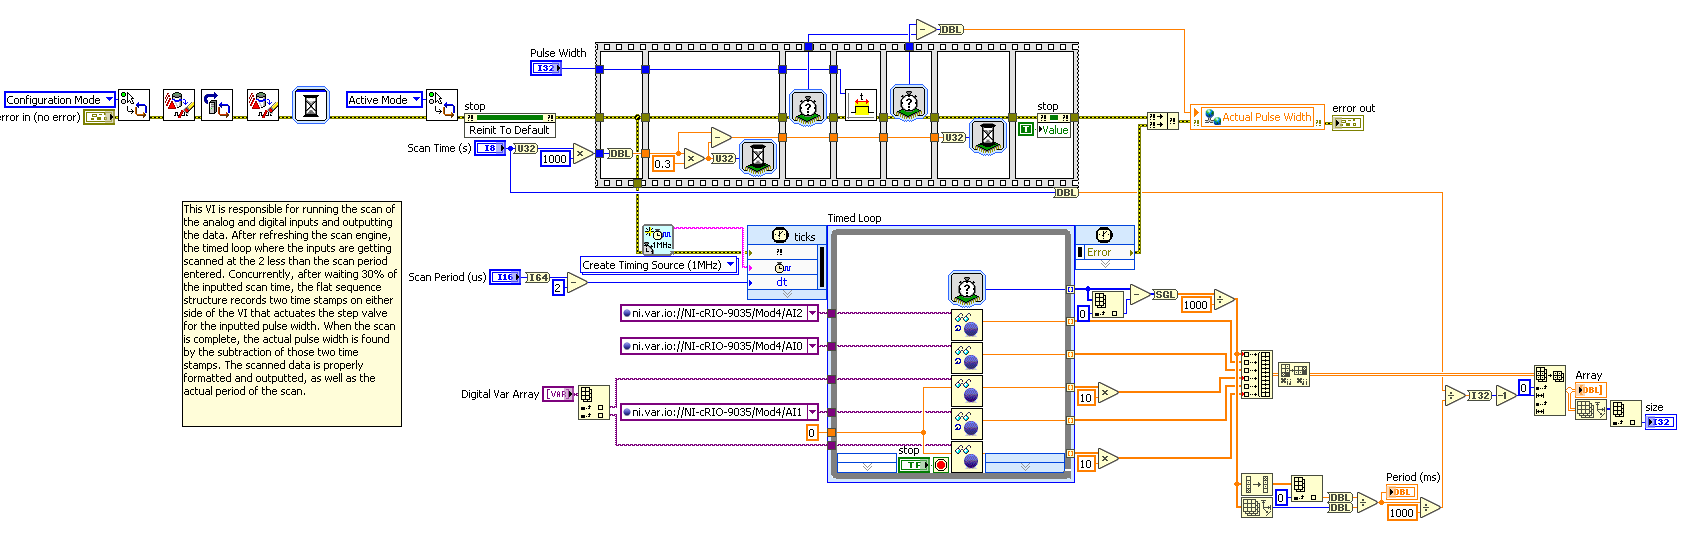 Pulse Width
I32
DBL
Configuration Mode
error in (no error)
Active Mode
stop
Reinit To Default
Scan Time (s)
I8
U32
1000
DBL
0.3
U32
U32
stop
T
Value
Actual Pulse Width
error out
DBL
This VI is responsible for running the scan of
the analog and digital inputs and outputting
the data. After refreshing the scan engine,
the timed loop where the inputs are getting
scanned at the 2 less than the scan period
entered. Concurrently, after waiting 30% of
the inputted scan time, the flat sequence
structure records two time stamps on either
side of the VI that actuates the step valve
for the inputted pulse width. When the scan
is complete, the actual pulse width is found
by the subtraction of those two time
stamps. The scanned data is properly
formatted and outputted, as well as the
actual period of the scan.
1MHz
Create Timing Source (1MHz)
Scan Period (us)
I16
I64
2
ticks
dt
Timed Loop
Error
ni.var.io://NI-cRIO-9035/Mod4/AI2
ni.var.io://NI-cRIO-9035/Mod4/AI0
Digital Var Array
VAR
ni.var.io://NI-cRIO-9035/Mod4/AI1
0
stop
TF
0
SGL
1000
10
10
I32
-1
0
Array
DBL
size
I32
0
DBL
DBL
Period (ms)
DBL
1000